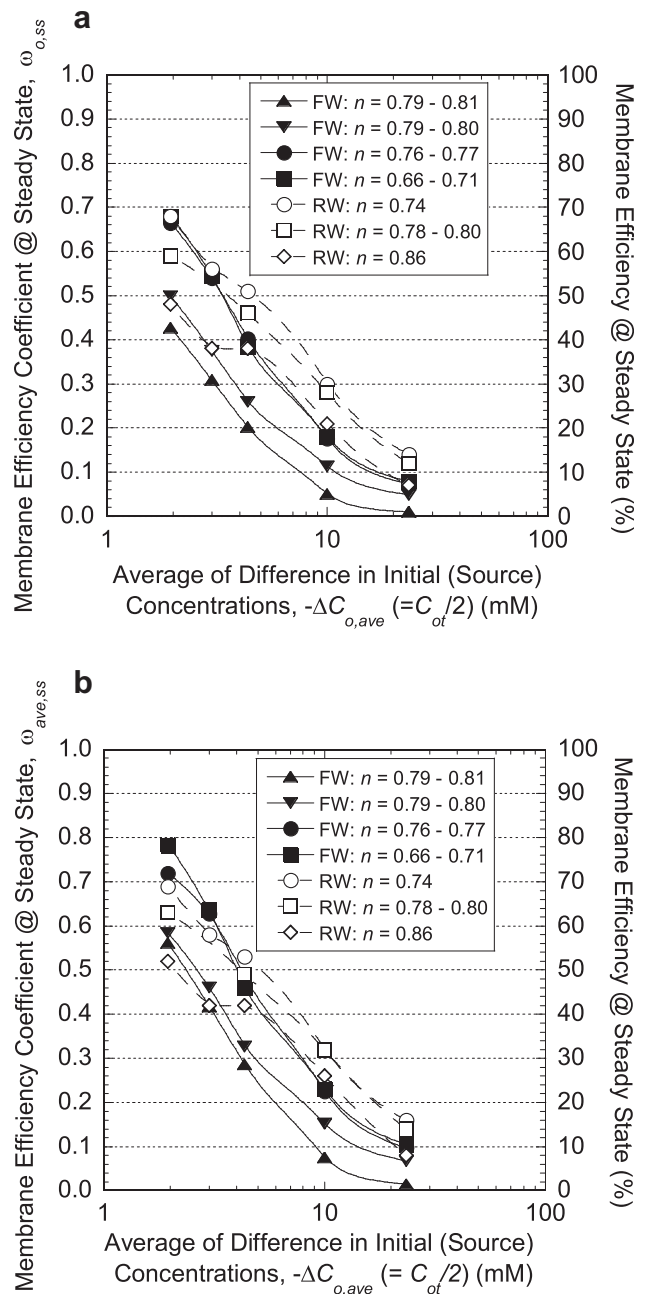 a
Membrane Efficiency Coefficient @ Steady State, ω_o,ss
1.0
0.9
0.8
0.7
0.6
0.5
0.4
0.3
0.2
0.1
0.0
FW: n = 0.79 - 0.81
FW: n = 0.79 - 0.80
FW: n = 0.76 - 0.77
FW: n = 0.66 - 0.71
RW: n = 0.74
RW: n = 0.78 - 0.80
RW: n = 0.86
100
90
80
70
60
50
40
30
20
10
0
Membrane Efficiency @ Steady State (%)
1 10 100
Average of Difference in Initial (Source)
Concentrations, -ΔC_o,ave (=C_ot/2) (mM)
b
Membrane Efficiency Coefficient @ Steady State, ω_ave,ss
1.0
0.9
0.8
0.7
0.6
0.5
0.4
0.3
0.2
0.1
0.0
FW: n = 0.79 - 0.81
FW: n = 0.79 - 0.80
FW: n = 0.76 - 0.77
FW: n = 0.66 - 0.71
RW: n = 0.74
RW: n = 0.78 - 0.80
RW: n = 0.86
100
90
80
70
60
50
40
30
20
10
0
Membrane Efficiency @ Steady State (%)
1 10 100
Average of Difference in Initial (Source)
Concentrations, -ΔC_o,ave (= C_ot/2) (mM)